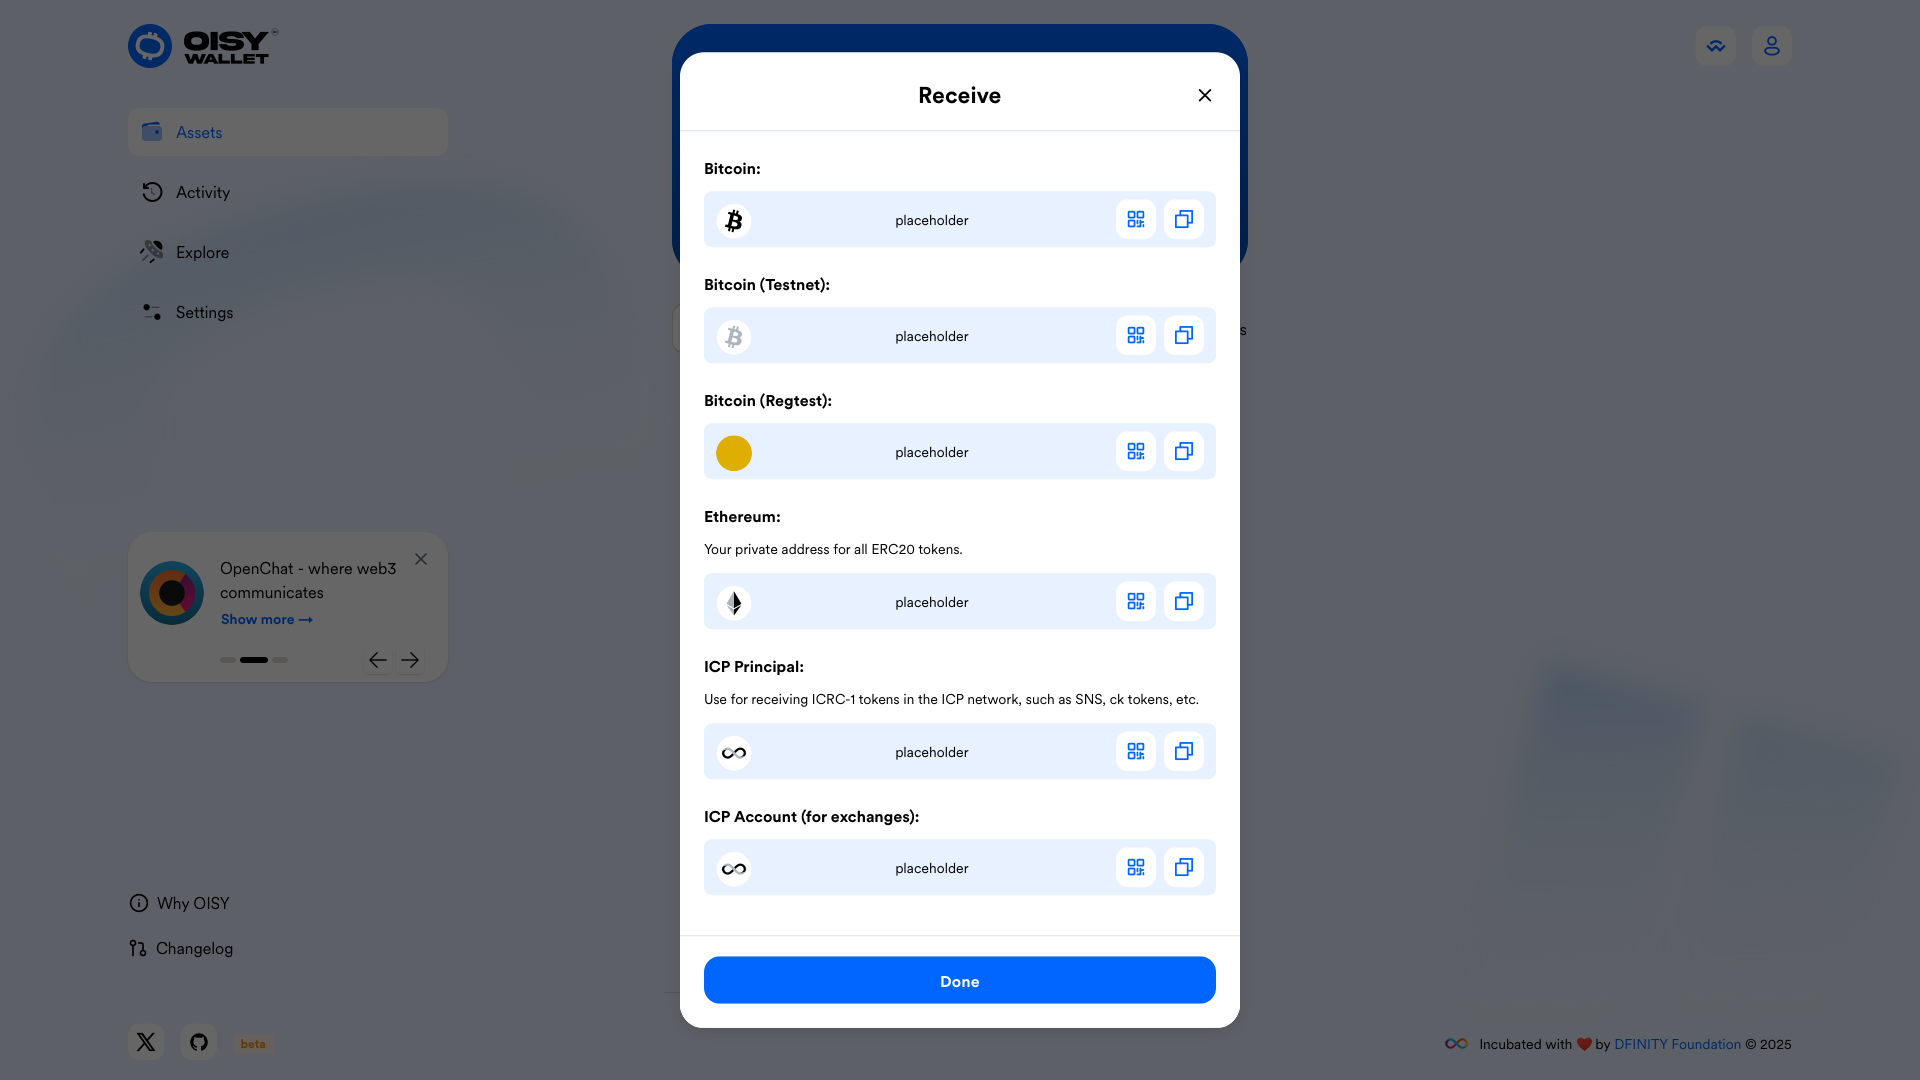 OISY
WALLET
Assets
Activity
Explore
Settings
OpenChat - where web3
communicates
Show more →
Why OISY
Changelog
beta
Receive
Bitcoin:
placeholder
Bitcoin (Testnet):
placeholder
Bitcoin (Regtest):
placeholder
Ethereum:
Your private address for all ERC20 tokens.
placeholder
ICP Principal:
Use for receiving ICRC-1 tokens in the ICP network, such as SNS, ck tokens, etc.
placeholder
ICP Account (for exchanges):
placeholder
Done
Incubated with ❤️ by DFINITY Foundation © 2025